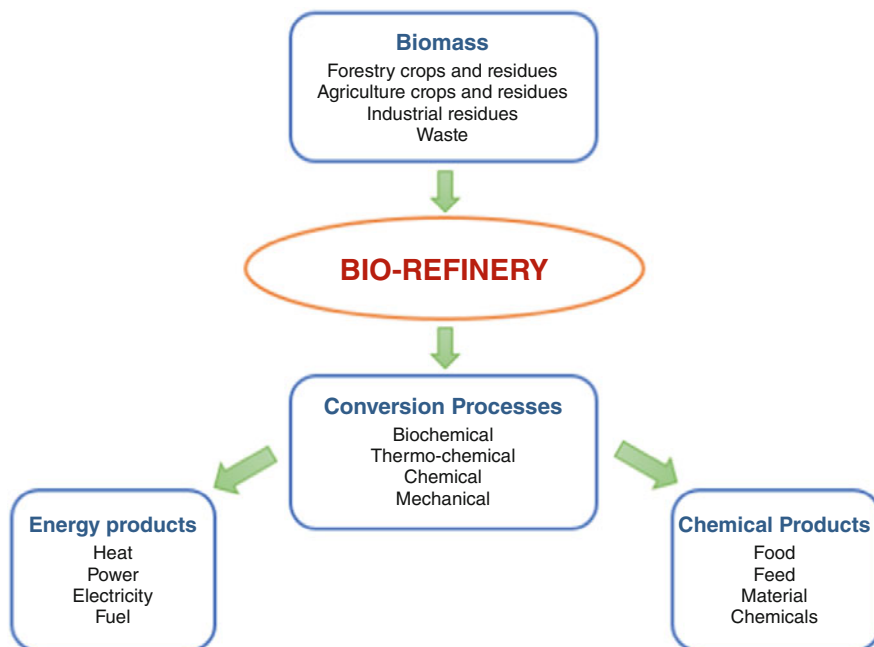 Biomass
Forestry crops and residues
Agriculture crops and residues
Industrial residues
Waste
BIO-REFINERY
Conversion Processes
Biochemical
Thermo-chemical
Chemical
Mechanical
Energy products
Heat
Power
Electricity
Fuel
Chemical Products
Food
Feed
Material
Chemicals